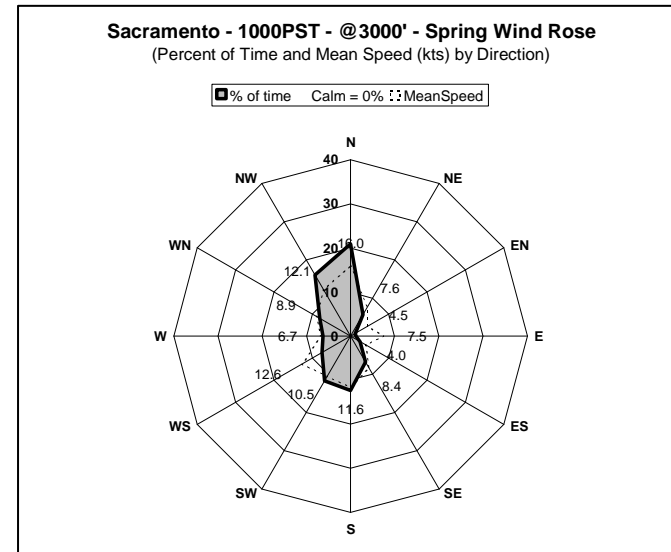 Sacramento - 1000PST - @3000' - Spring Wind Rose
(Percent of Time and Mean Speed (kts) by Direction)
% of time Calm = 0% MeanSpeed
N
40
NW NE
30
WN EN
20 16.0
12.1
10 7.6
8.9 4.5
W 6.7 0 7.5 E
4.0
12.6 8.4
10.5 11.6
WS ES
SW SE
S